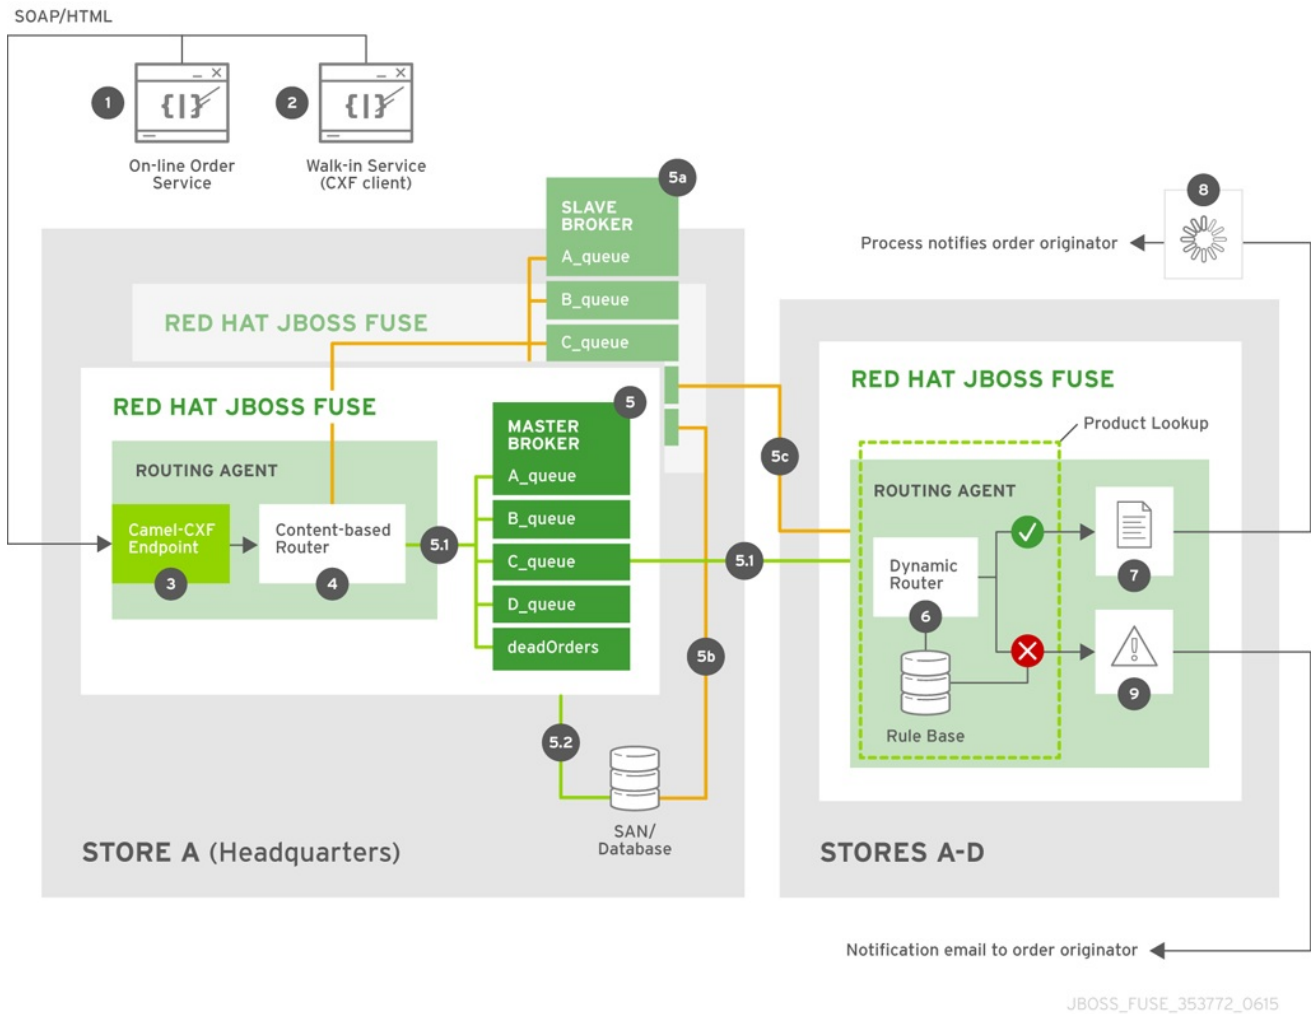 SOAP/HTML
1
2
On-line Order
Service
Walk-in Service
(CXF client)
5a
SLAVE
BROKER
A_queue
B_queue
C_queue
RED HAT JBOSS FUSE
RED HAT JBOSS FUSE
ROUTING AGENT
Camel-CXF
Endpoint
3
Content-based
Router
4
5.1
5
MASTER
BROKER
A_queue
B_queue
C_queue
D_queue
deadOrders
5.2
5b
5c
5.1
SAN/
Database
STORE A (Headquarters)
8
Process notifies order originator
RED HAT JBOSS FUSE
Product Lookup
ROUTING AGENT
Dynamic
Router
6
Rule Base
7
9
STORES A-D
Notification email to order originator
JBOSS_FUSE_353772_0615